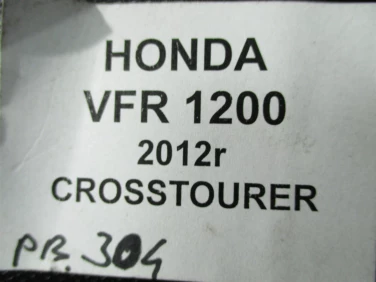 HONDA
VFR 1200
2012r
CROSSTOURER
PB. 304